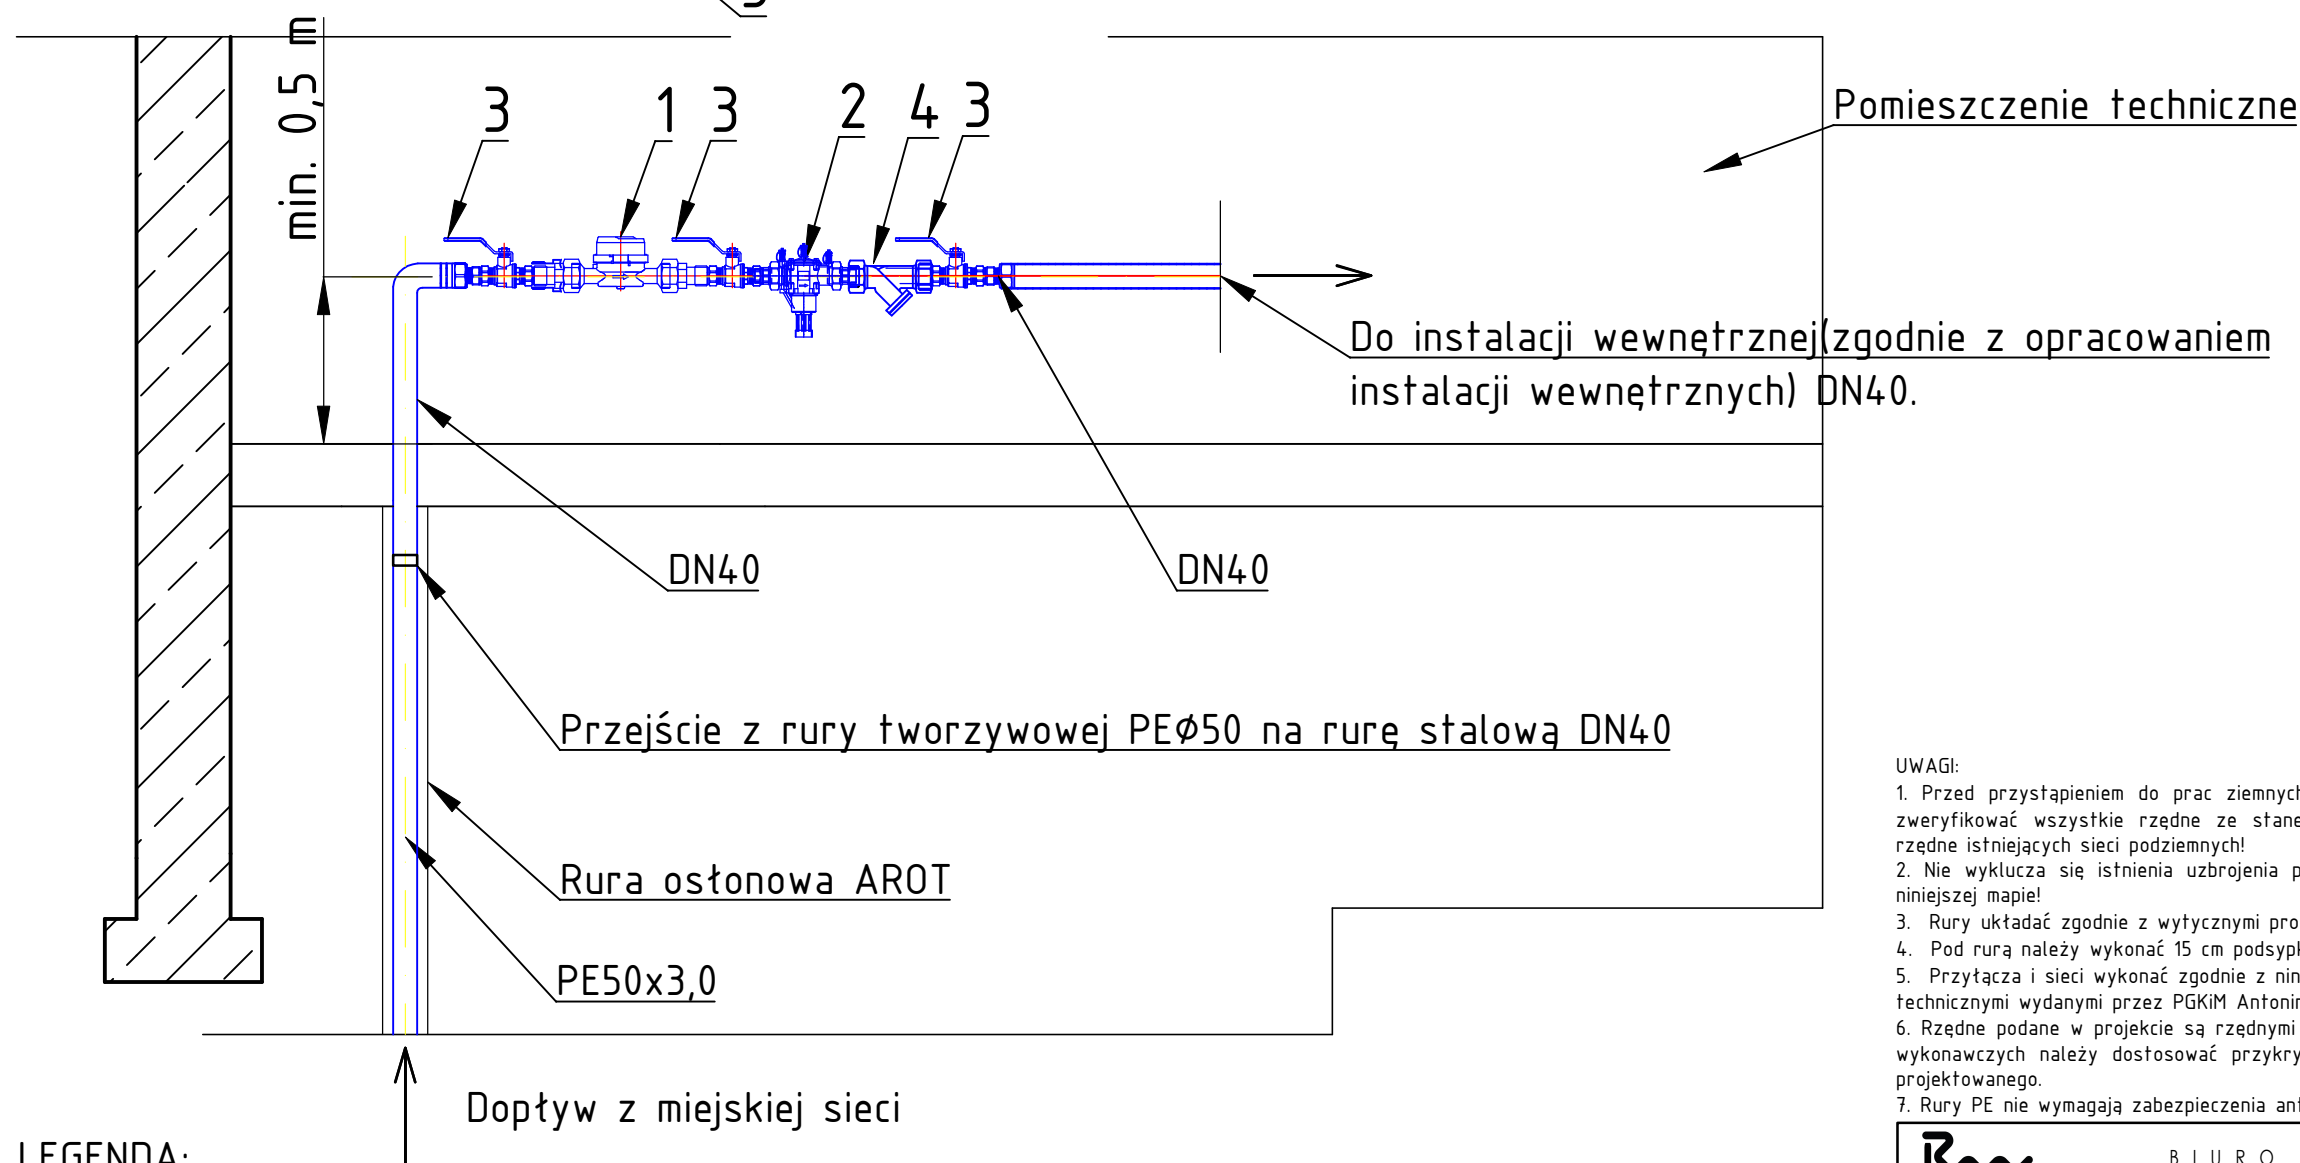 3 1 3 2 4 3
Pomieszczenie techniczne
min. 0,5 m
Do instalacji wewnętrznej(zgodnie z opracowaniem
instalacji wewnętrznych) DN40.
DN40
DN40
Przejście z rury tworzywowej PEØ50 na rurę stalową DN40
Rura osłonowa AROT
PE50x3,0
Dopływ z miejskiej sieci
LEGENDA:
UWAGI:
1. Przed przystąpieniem do prac ziemnych
zweryfikować wszystkie rzędne ze
rzędne istniejących sieci podziemnych!
2. Nie wyklucza się istnienia uzbrojenia
niniejszej mapie!
3. Rury układać zgodnie z wytycznymi
4. Pod rurą należy wykonać 15 cm
5. Przyłącza i sieci wykonać zgodnie z
technicznymi wydanymi przez PGKiM
6. Rzędne podane w projekcie są rzędnymi
wykonawczych należy dostosować
projektowanego.
7. Rury PE nie wymagają zabezpieczenia
BIURO